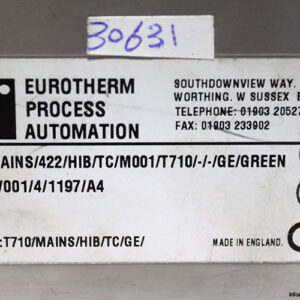 30631
EUROTHERM
PROCESS
AUTOMATION
SOUTHDOWNVIEW WAY.
WORTHING. W SUSSEX
TELEPHONE: 01903 20527
FAX: 01903 233902
AINS/422/HIB/TC/M001/T710/-/-/GE/GREEN
/001/4/1197/A4
:T710/MAINS/HIB/TC/GE/
MADE IN ENGLAND.